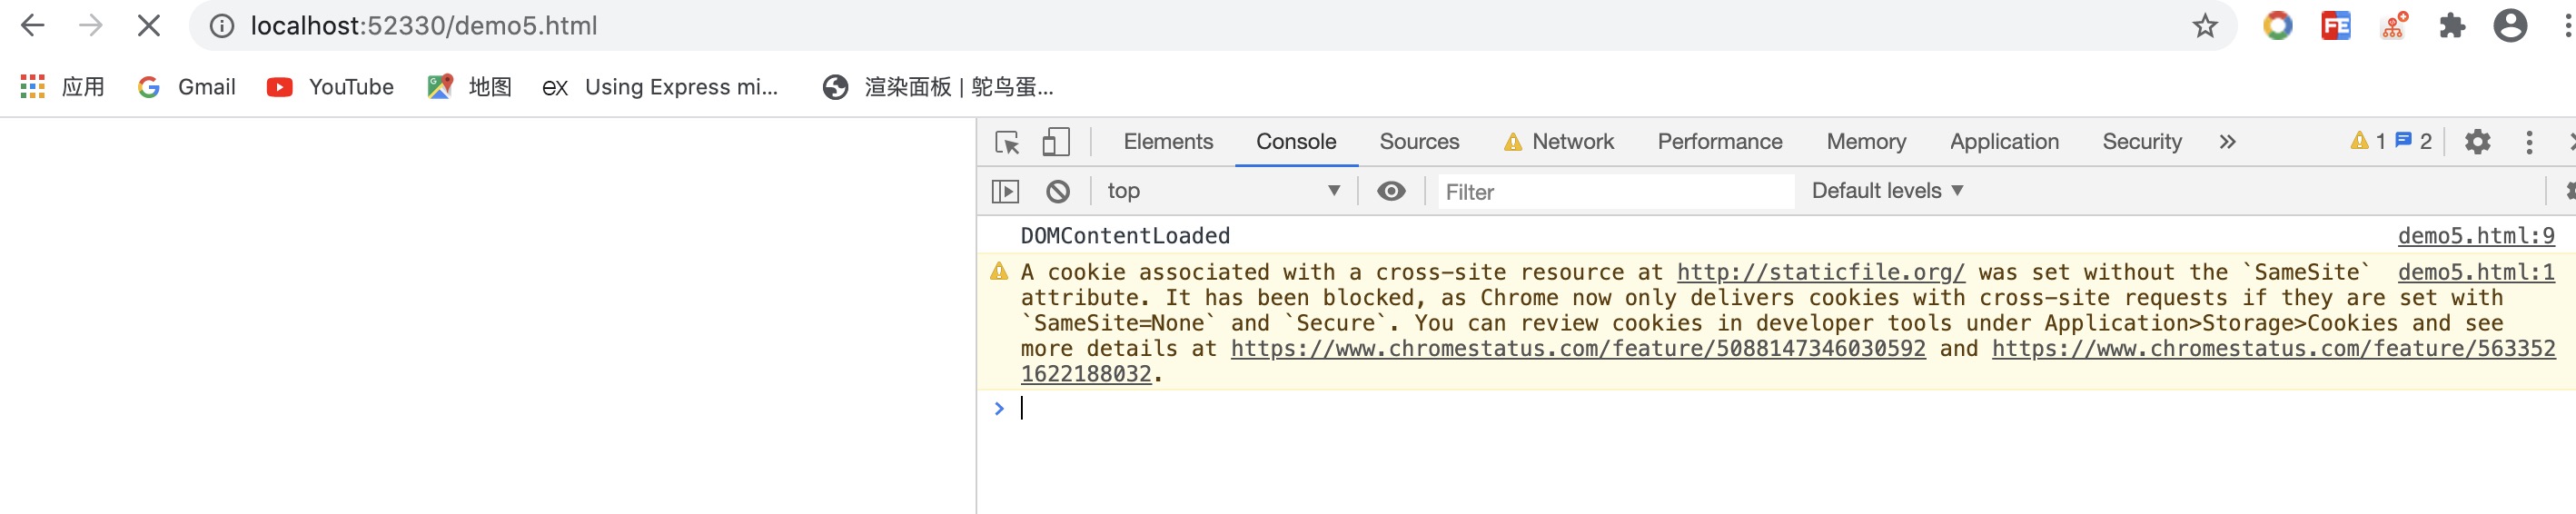 localhost:52330/demo5.html
应用 Gmail YouTube 地图 eX Using Express mi... 渲染面板 | 鸵鸟蛋...
Elements Console Sources Network Performance Memory Application Security 1 2
top Filter Default levels
DOMContentLoaded demo5.html:9
A cookie associated with a cross-site resource at http://staticfile.org/ was set without the `SameSite` demo5.html:1
attribute. It has been blocked, as Chrome now only delivers cookies with cross-site requests if they are set with
`SameSite=None` and `Secure`. You can review cookies in developer tools under Application>Storage>Cookies and see
more details at https://www.chromestatus.com/feature/5088147346030592 and https://www.chromestatus.com/feature/563352
1622188032.